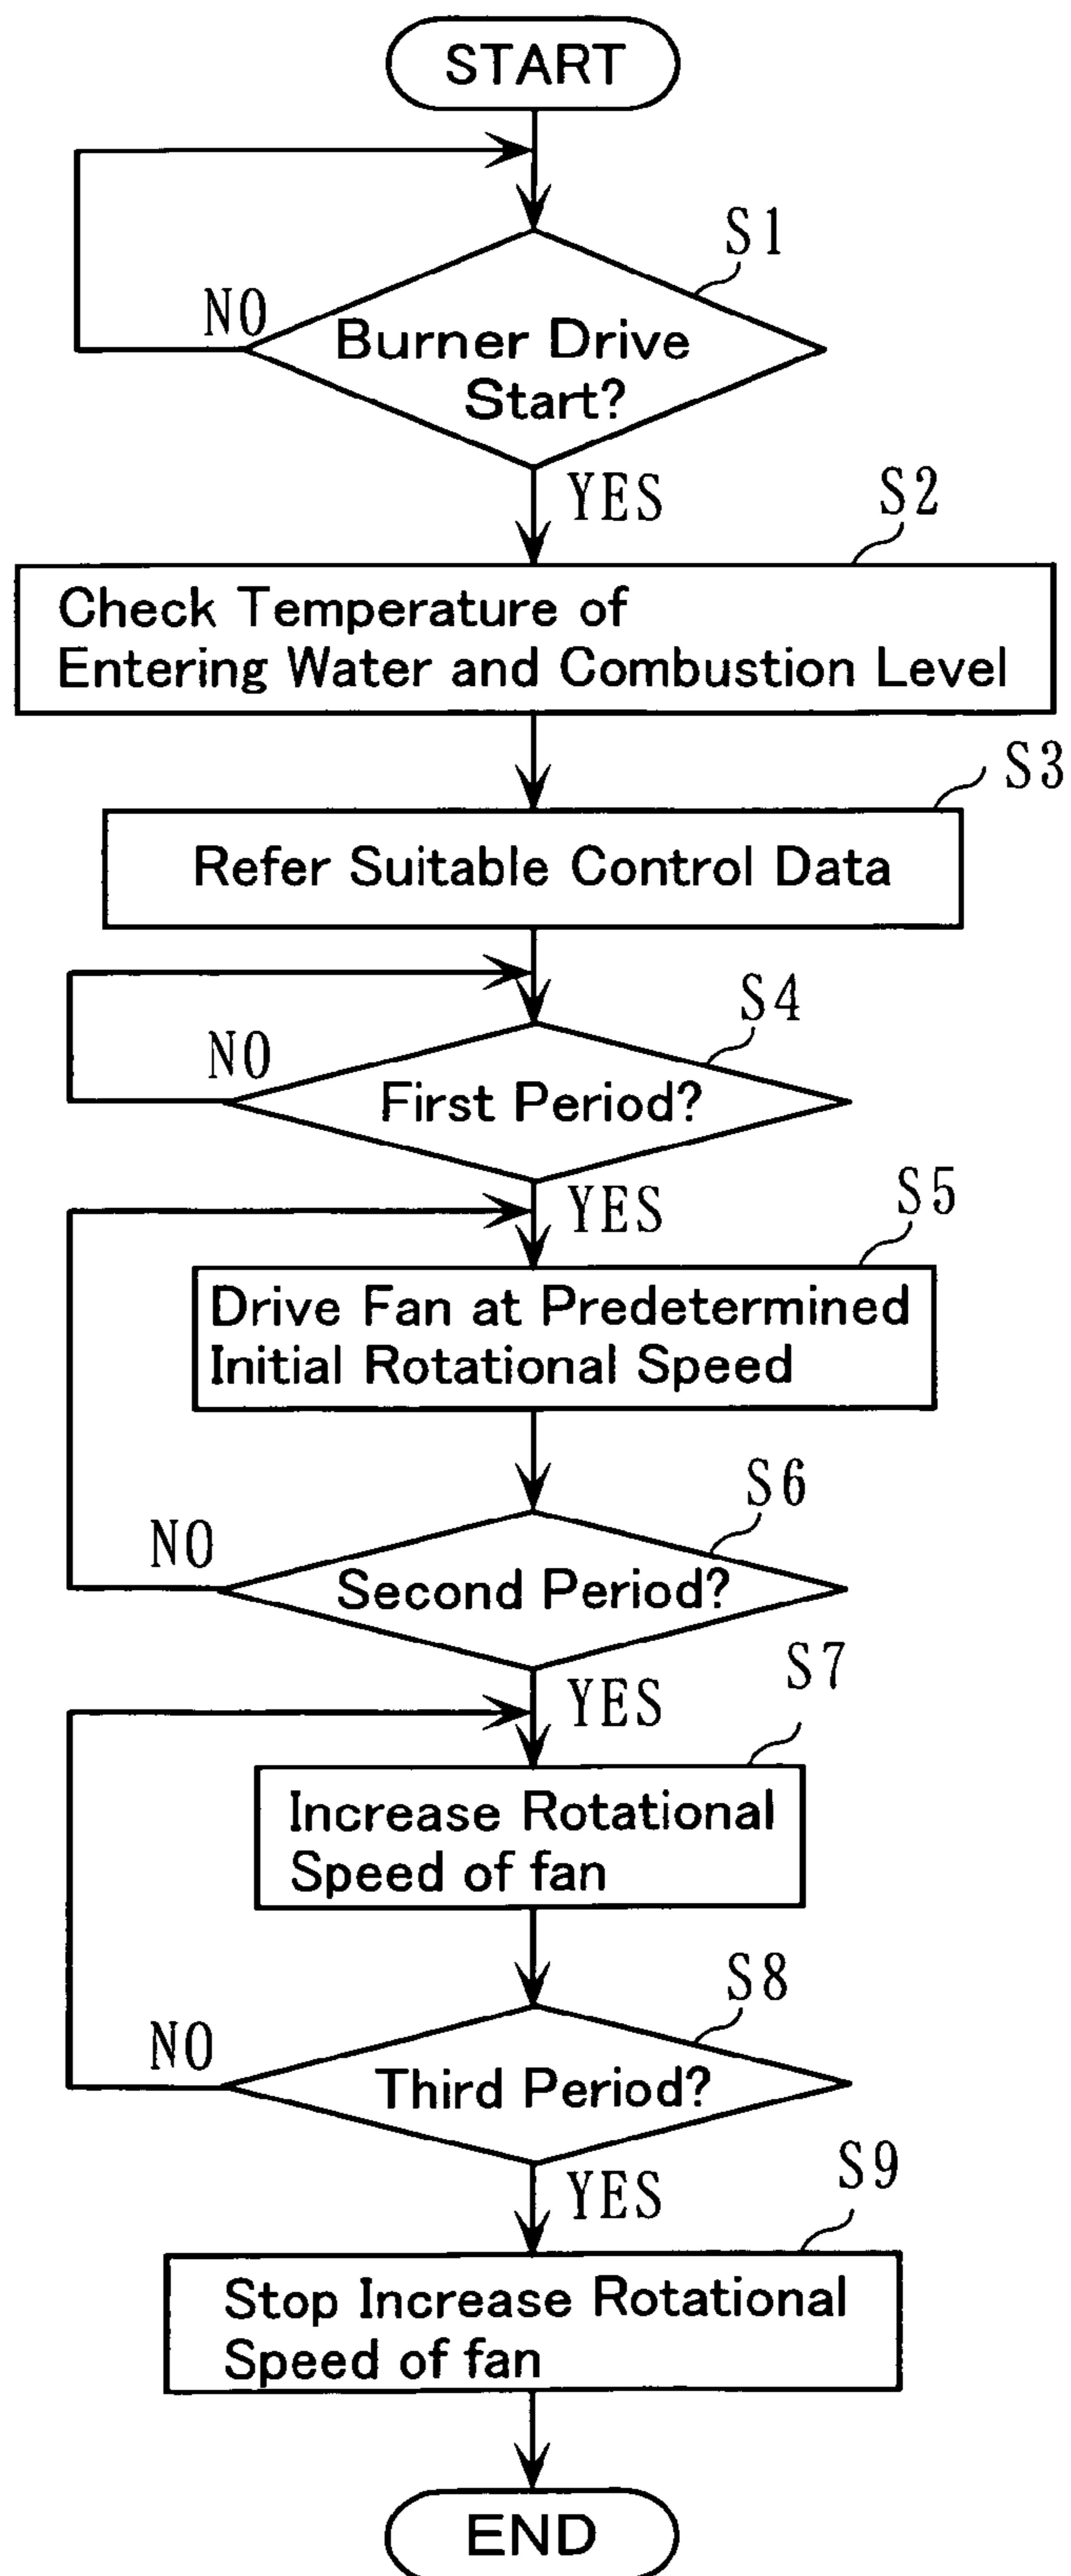 START
S1
NO
Burner Drive
Start?
YES
S2
Check Temperature of
Entering Water and Combustion Level
S3
Refer Suitable Control Data
S4
NO
First Period?
YES
S5
Drive Fan at Predetermined
Initial Rotational Speed
S6
NO
Second Period?
S7
YES
Increase Rotational
Speed of fan
S8
NO
Third Period?
S9
YES
Stop Increase Rotational
Speed of fan
END